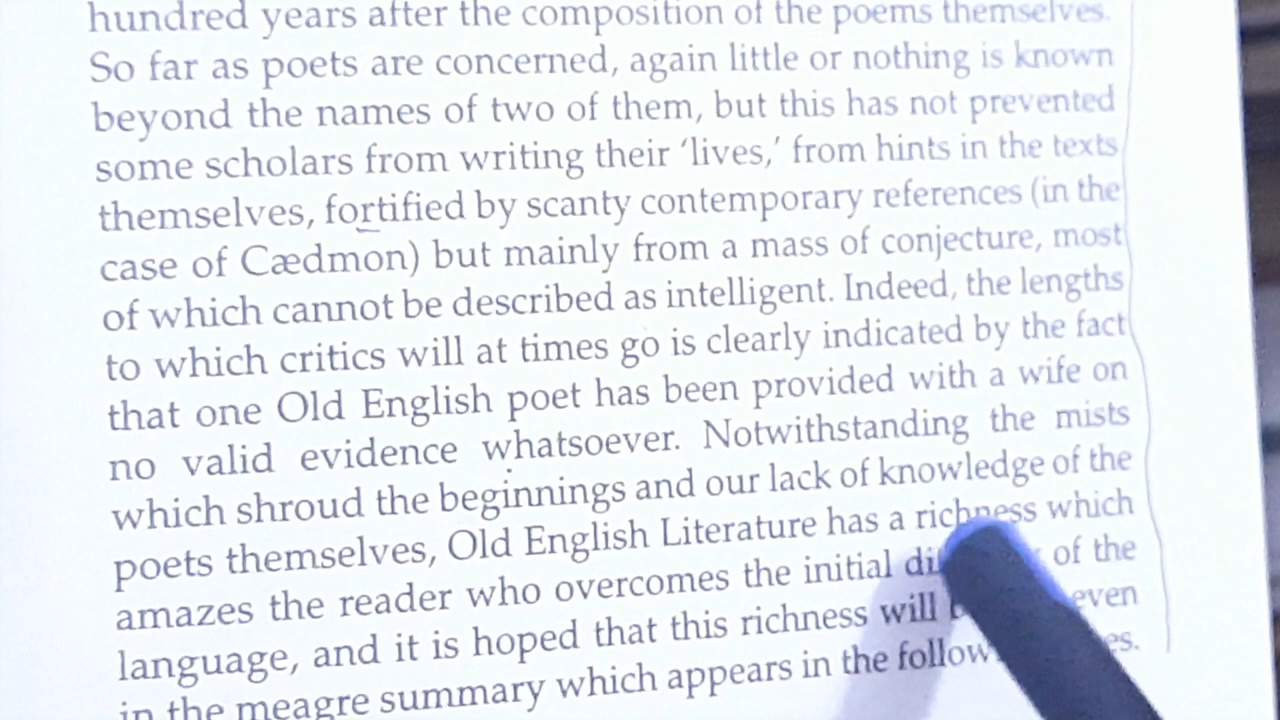 hundred years after the composition of the poems themselves.
So far as poets are concerned, again little or nothing is known
beyond the names of two of them, but this has not prevented
some scholars from writing their ‘lives,’ from hints in the texts
themselves, fortified by scanty contemporary references (in the
case of Cædmon) but mainly from a mass of conjecture, most
of which cannot be described as intelligent. Indeed, the lengths
to which critics will at times go is clearly indicated by the fact
that one Old English poet has been provided with a wife on
no valid evidence whatsoever. Notwithstanding the mists
which shroud the beginnings and our lack of knowledge of the
poets themselves, Old English Literature has a richness which
amazes the reader who overcomes the initial of the
language, and it is hoped that this richness will even
in the meagre summary which appears in the